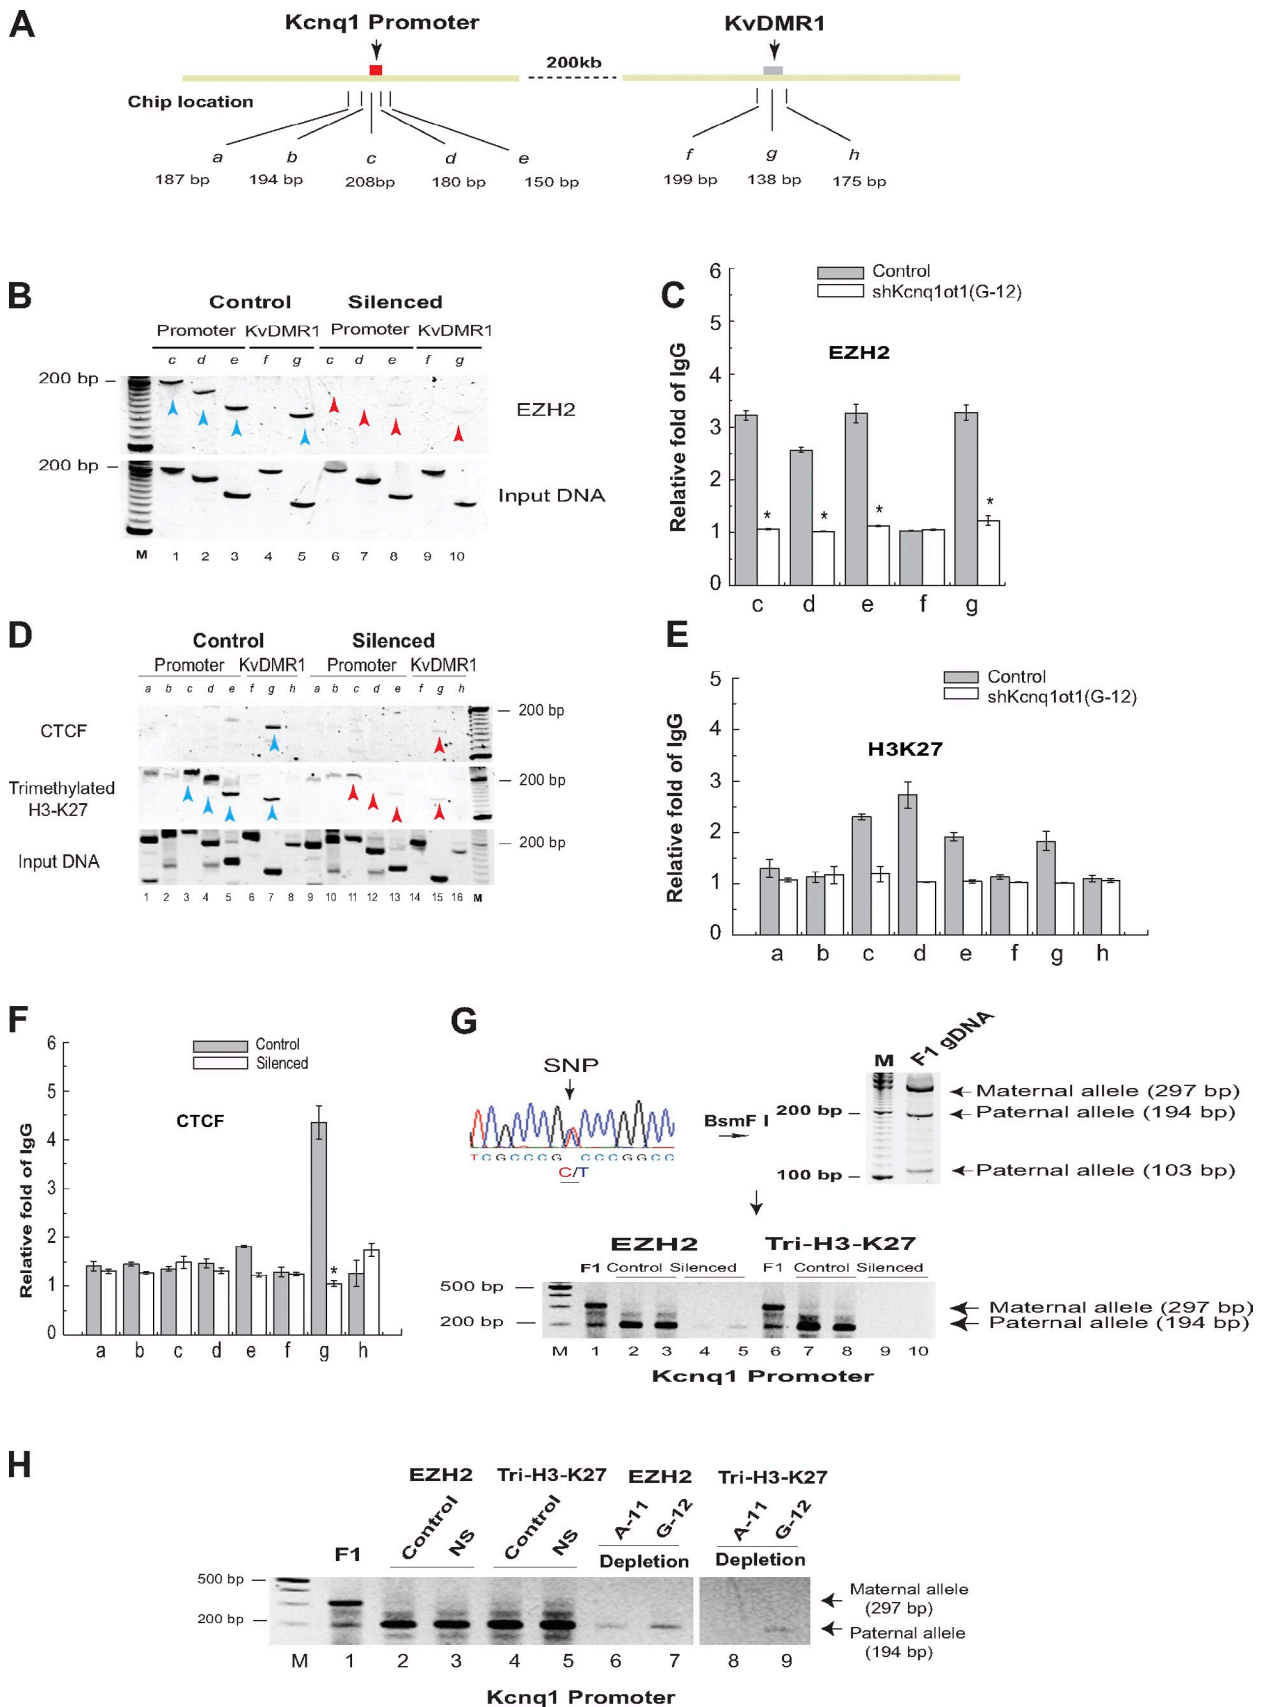 A
Kcnq1 Promoter
KvDMR1
200kb
Chip location
a b c d e f g h
187 bp 194 bp 208bp 180 bp 150 bp 199 bp 138 bp 175 bp
B
Control Silenced
Promoter KvDMR1 Promoter KvDMR1
c d e f g c d e f g
200 bp
EZH2
200 bp
Input DNA
M 1 2 3 4 5 6 7 8 9 10
C
Control
shKcnq1ot1(G-12)
EZH2
Relative fold of IgG
6
5
4
3
2
1
0
* * * *
c d e f g
D
Control Silenced
Promoter KvDMR1 Promoter KvDMR1
a b c d e f g h a b c d e f g h
CTCF
200 bp
Trimethylated
H3-K27
200 bp
Input DNA
200 bp
1 2 3 4 5 6 7 8 9 10 11 12 13 14 15 16 M
E
Control
shKcnq1ot1(G-12)
H3K27
Relative fold of IgG
5
4
3
2
1
0
a b c d e f g h
F
Control
Silenced
CTCF
Relative fold of IgG
6
5
4
3
2
1
0
*
a b c d e f g h
G
SNP
TCGCCCG CCCGGCC
C/T
BsmF I
M F1 gDNA
200 bp
100 bp
Maternal allele (297 bp)
Paternal allele (194 bp)
Paternal allele (103 bp)
EZH2 Tri-H3-K27
F1 Control Silenced F1 Control Silenced
500 bp
200 bp
Maternal allele (297 bp)
Paternal allele (194 bp)
M 1 2 3 4 5 6 7 8 9 10
Kcnq1 Promoter
H
EZH2 Tri-H3-K27 EZH2 Tri-H3-K27
F1 Control NS Control NS A-11 G-12 A-11 G-12
Depletion Depletion
500 bp
200 bp
Maternal allele
(297 bp)
Paternal allele
(194 bp)
M 1 2 3 4 5 6 7 8 9
Kcnq1 Promoter